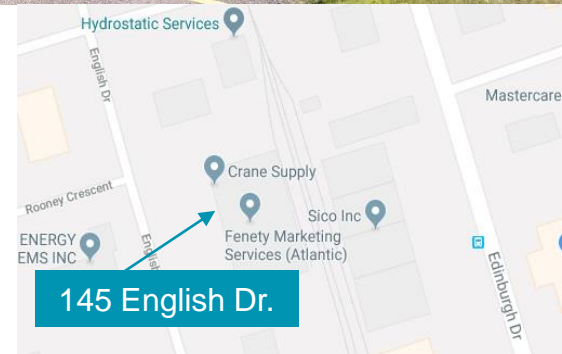 Hydrostatic Services
English Dr
Mastercare
Crane Supply
Rooney Crescent
Sico Inc
Fenety Marketing
Services (Atlantic)
ENERGY
EMS INC
English
145 English Dr.
Edinburgh Dr